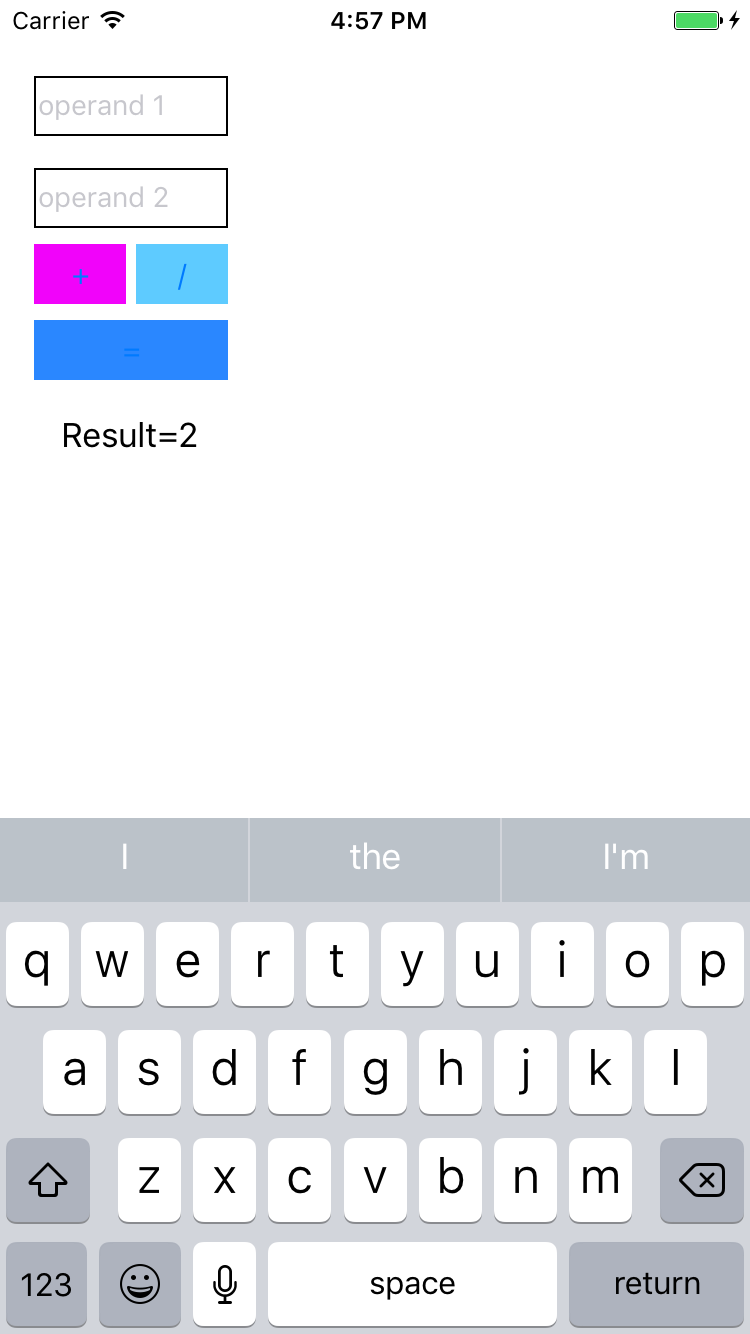 Carrier 4:57 PM
operand 1
operand 2
+ /
=
Result=2
I the I'm
q w e r t y u i o p
a s d f g h j k l
z x c v b n m
123 space return